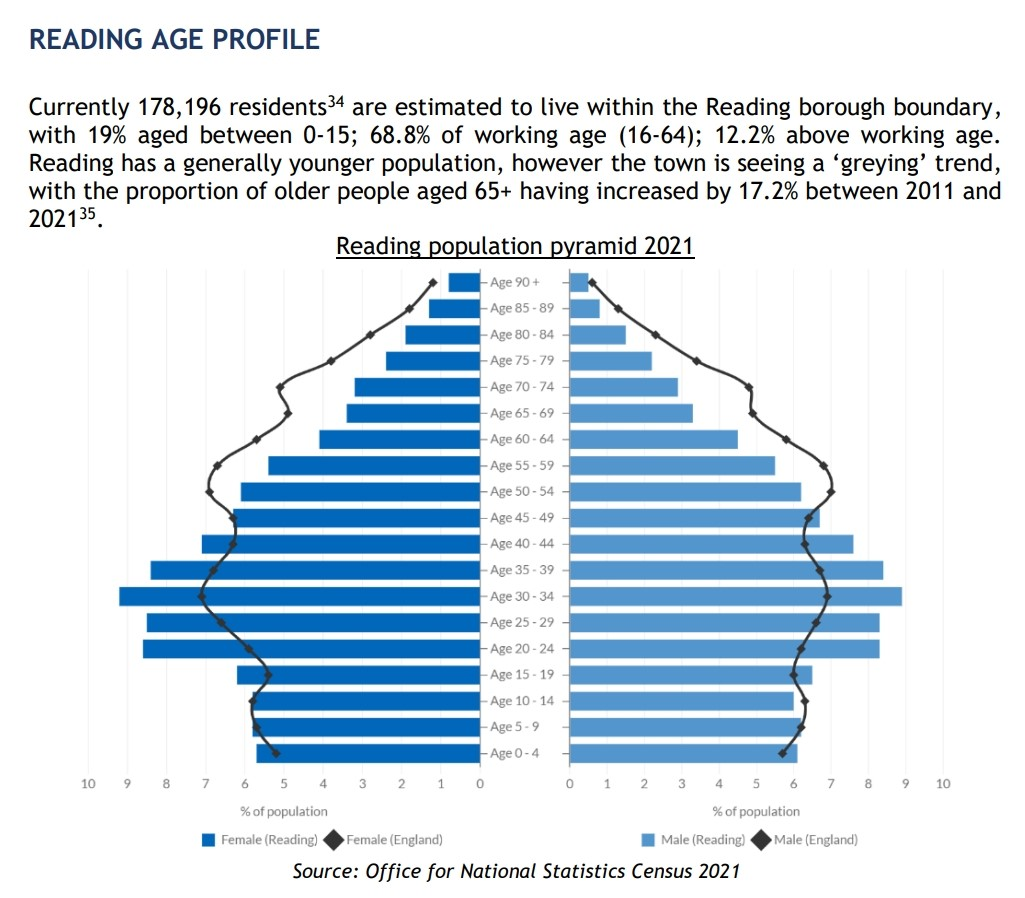 READING AGE PROFILE
Currently 178,196 residents³⁴ are estimated to live within the Reading borough boundary,
with 19% aged between 0-15; 68.8% of working age (16-64); 12.2% above working age.
Reading has a generally younger population, however the town is seeing a ‘greying’ trend,
with the proportion of older people aged 65+ having increased by 17.2% between 2011 and
2021³⁵.
Reading population pyramid 2021
Age 90 +
Age 85 - 89
Age 80 - 84
Age 75 - 79
Age 70 - 74
Age 65 - 69
Age 60 - 64
Age 55 - 59
Age 50 - 54
Age 45 - 49
Age 40 - 44
Age 35 - 39
Age 30 - 34
Age 25 - 29
Age 20 - 24
Age 15 - 19
Age 10 - 14
Age 5 - 9
Age 0 - 4
10 9 8 7 6 5 4 3 2 1 0 0 1 2 3 4 5 6 7 8 9 10
% of population % of population
Female (Reading) Female (England) Male (Reading) Male (England)
Source: Office for National Statistics Census 2021